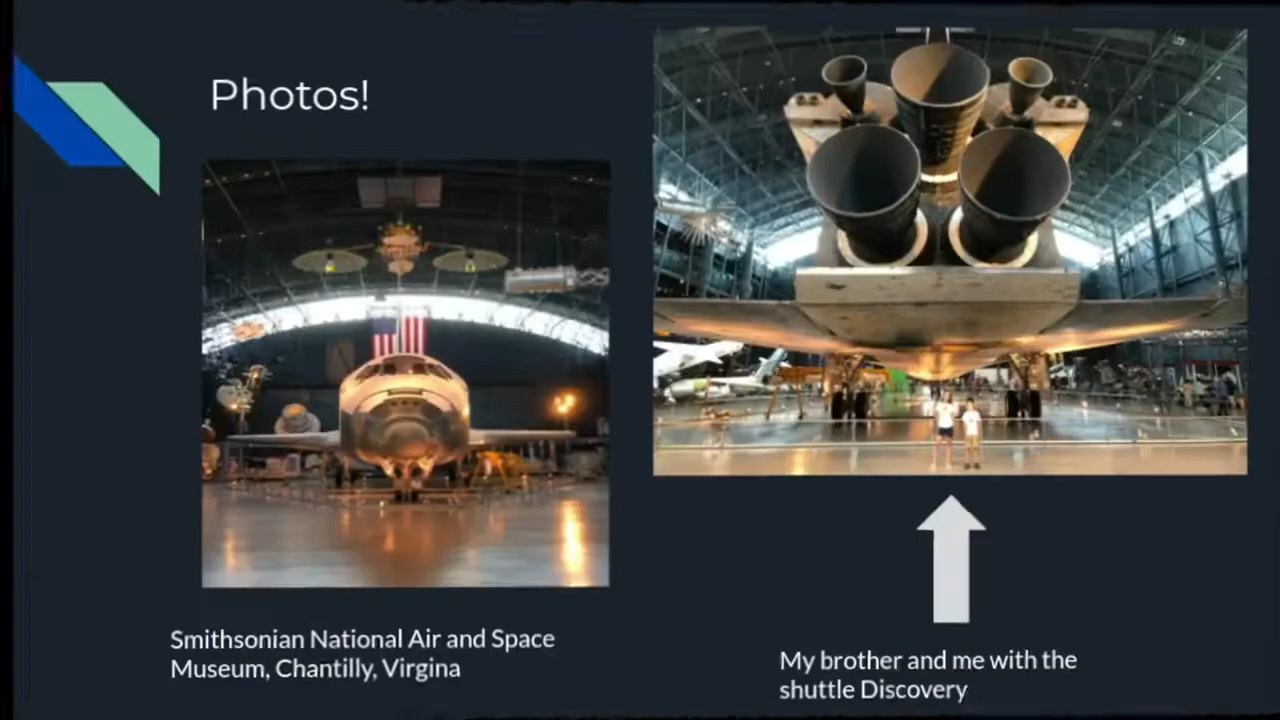 Photos!
Smithsonian National Air and Space
Museum, Chantilly, Virgina
My brother and me with the
shuttle Discovery